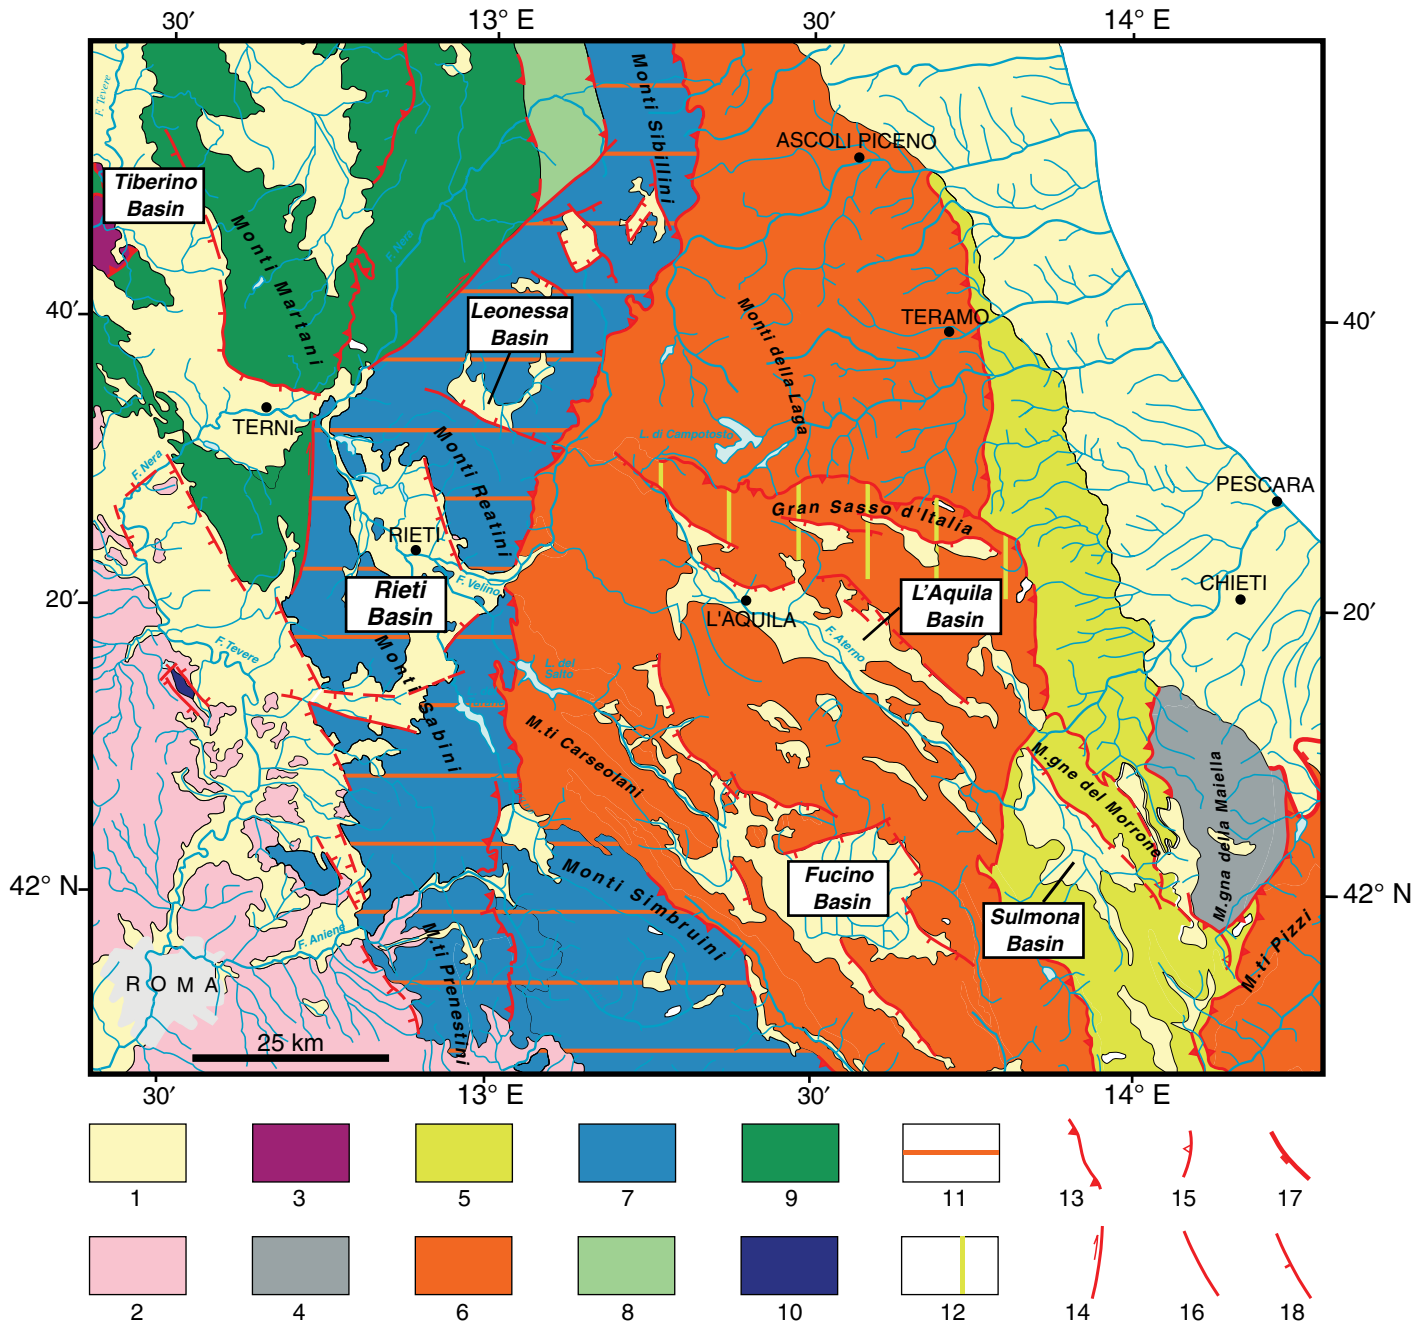 30′
13° E
30′
14° E
F. Tevere
Monti Sibillini
ASCOLI PICENO
Tiberino
Basin
Monti Martani
F. Nera
40′
40′
Leonessa
Basin
Monti della Laga
TERAMO
TERNI
L. di Campotosto
Monti Reatini
F. Nera
PESCARA
Gran Sasso d'Italia
RIETI
F. Velino
CHIETI
Rieti
Basin
L'Aquila
Basin
20′
20′
L'AQUILA
F. Tevere
F. Aterno
Monti Sabini
L. del
Salto
M.ti Carseolani
M.gne del Morrone
M.gna della Maiella
Monti Simbruini
Fucino
Basin
42° N
42° N
Sulmona
Basin
F. Aniene
M.ti Prenestini
M.ti Pizzi
ROMA
25 km
30′
13° E
30′
14° E
1
3
5
7
9
11
13
15
17
2
4
6
8
10
12
14
16
18